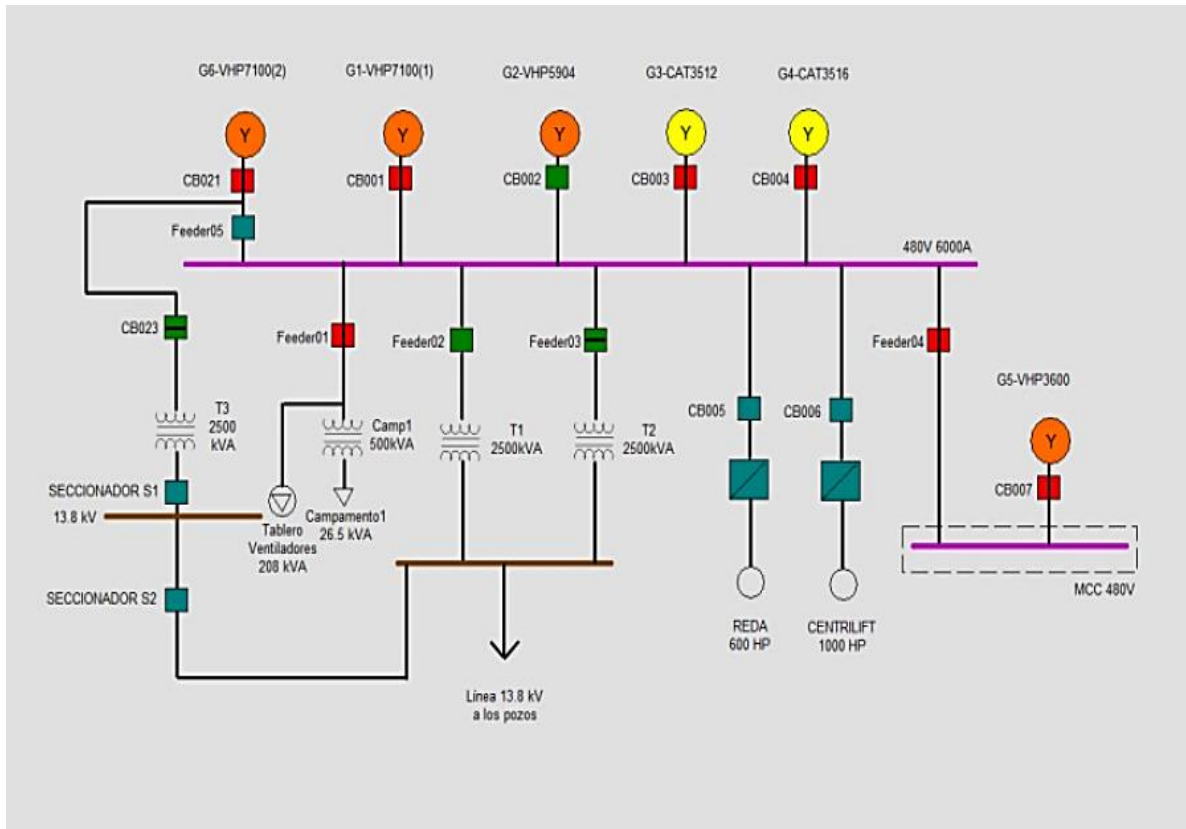 G6-VHP7100(2)
G1-VHP7100(1)
G2-VHP5904
G3-CAT3512
G4-CAT3516
Y
Y
Y
Y
Y
CB021
CB001
CB002
CB003
CB004
Feeder05
480V 6000A
CB023
Feeder01
Feeder02
Feeder03
Feeder04
G5-VHP3600
T3
2500
kVA
Camp1
500kVA
T1
2500kVA
T2
2500kVA
CB005
CB006
Y
CB007
SECCIONADOR S1
13.8 kV
Tablero
Ventiladores
208 kVA
Campamento1
26.5 kVA
MCC 480V
SECCIONADOR S2
REDA
600 HP
CENTRILIFT
1000 HP
Línea 13.8 kV
a los pozos